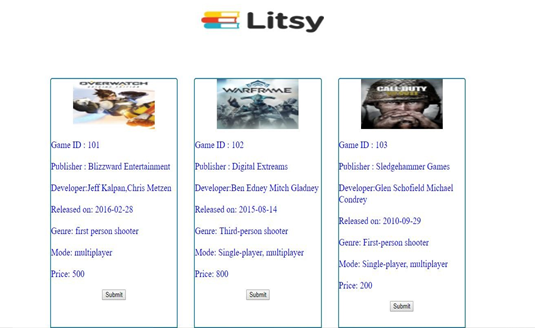 Litsy
OVERWATCH
Game ID : 101
Publisher : Blizzward Entertainment
Developer:Jeff Kalpan,Chris Metzen
Released on: 2016-02-28
Genre: first person shooter
Mode: multiplayer
Price: 500
Submit
WARFRAME
Game ID : 102
Publisher : Digital Extreams
Developer:Ben Edney Mitch Gladney
Released on: 2015-08-14
Genre: Third-person shooter
Mode: Single-player, multiplayer
Price: 800
Submit
CALL DUTY
Game ID : 103
Publisher : Sledgehammer Games
Developer:Glen Schofield Michael
Condrey
Released on: 2010-09-29
Genre: First-person shooter
Mode: Single-player, multiplayer
Price: 200
Submit